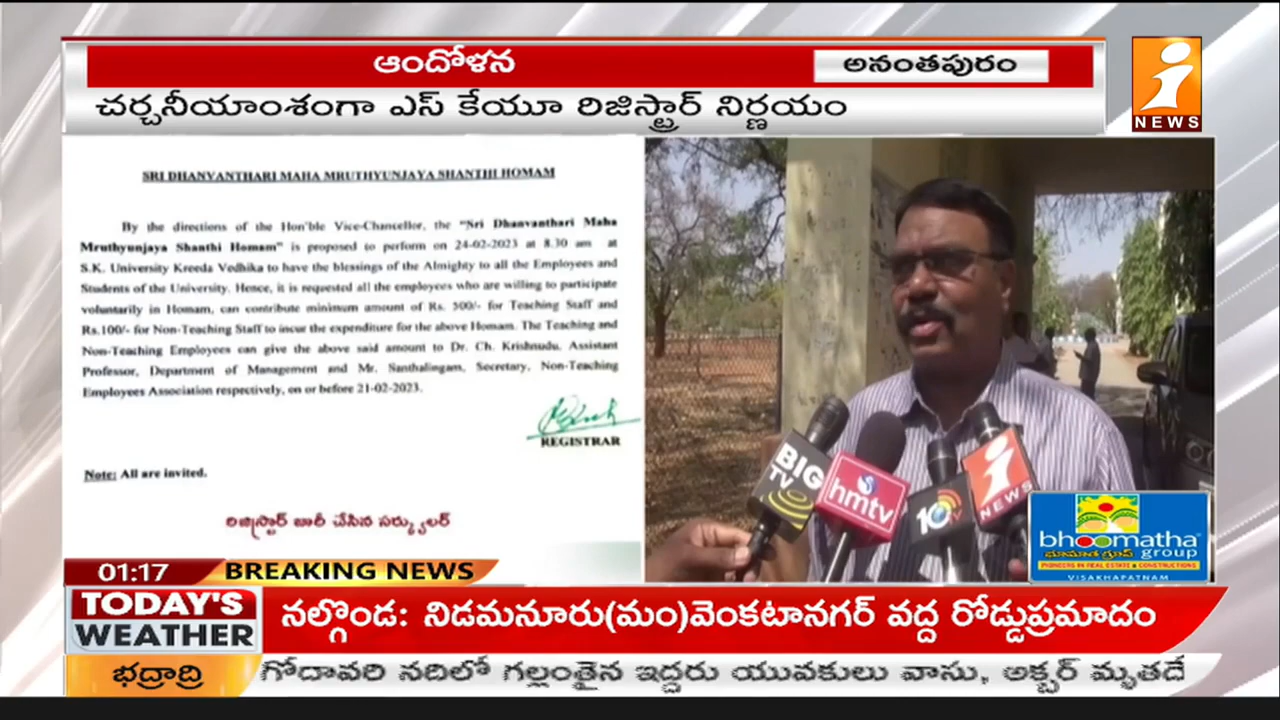 ఆందోళన
అనంతపురం
i
NEWS
చర్చనీయాంశంగా ఎస్ కేయూ రిజిస్ట్రార్ నిర్ణయం
SRI DHANVANTHARI MAHA MRUTHYUNJAYA SHANTHI HOMAM
By the directions of the Hon'ble Vice-Chancellor, the "Sri Dhanvanthari Maha
Mruthyunjaya Shanthi Homam" is proposed to perform on 24-02-2023 at 8.30 am at
S.K. University Kreeda Vedhika to have the blessings of the Almighty to all the Employees and
Students of the University. Hence, it is requested all the employees who are willing to participate
voluntarily in Homam, can contribute minimum amount of Rs. 500/- for Teaching Staff and
Rs.100/- for Non-Teaching Staff to incur the expenditure for the above Homam. The Teaching and
Non-Teaching Employees can give the above said amount to Dr. Ch. Krishnudu, Assistant
Professor, Department of Management and Mr. Santhalingam, Secretary, Non-Teaching
Employees Association respectively, on or before 21-02-2023.
REGISTRAR
Note: All are invited.
రిజిస్ట్రార్ జారీ చేసిన సర్క్యులర్
BIG
TV
hmtv
10
TV
i
NEWS
bhoomatha
భూమాత గ్రూప్ group
PIONEERS IN REAL ESTATE & CONSTRUCTIONS
VISAKHAPATNAM
01:17
BREAKING NEWS
TODAY'S
WEATHER
నల్గొండ: నిడమనూరు(మం)వెంకటానగర్ వద్ద రోడ్డుప్రమాదం
భద్రాద్రి
గోదావరి నదిలో గల్లంతైన ఇద్దరు యువకులు వాసు, అక్బర్ మృతదే